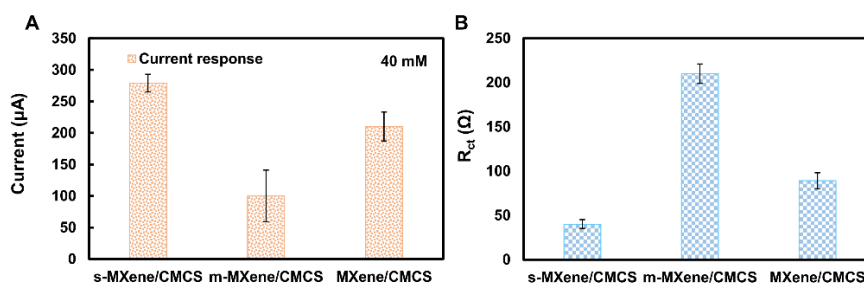 A
350
300
250
200
150
100
50
0
Current (µA)
Current response
40 mM
s-MXene/CMCS m-MXene/CMCS MXene/CMCS
B
250
200
150
100
50
0
Rct (Ω)
s-MXene/CMCS m-MXene/CMCS MXene/CMCS